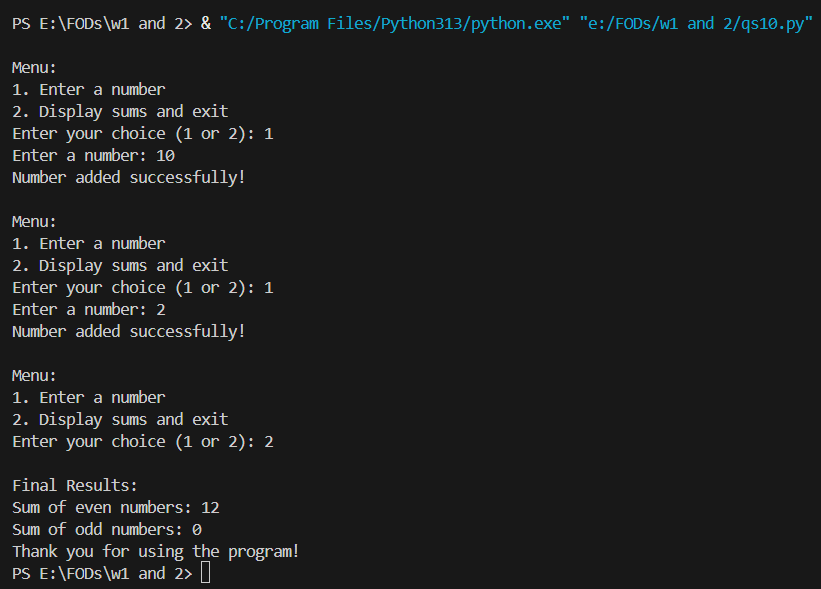 PS E:\FODs\w1 and 2> & "C:/Program Files/Python313/python.exe" "e:/FODs/w1 and 2/qs10.py"
Menu:
1. Enter a number
2. Display sums and exit
Enter your choice (1 or 2): 1
Enter a number: 10
Number added successfully!
Menu:
1. Enter a number
2. Display sums and exit
Enter your choice (1 or 2): 1
Enter a number: 2
Number added successfully!
Menu:
1. Enter a number
2. Display sums and exit
Enter your choice (1 or 2): 2
Final Results:
Sum of even numbers: 12
Sum of odd numbers: 0
Thank you for using the program!
PS E:\FODs\w1 and 2>